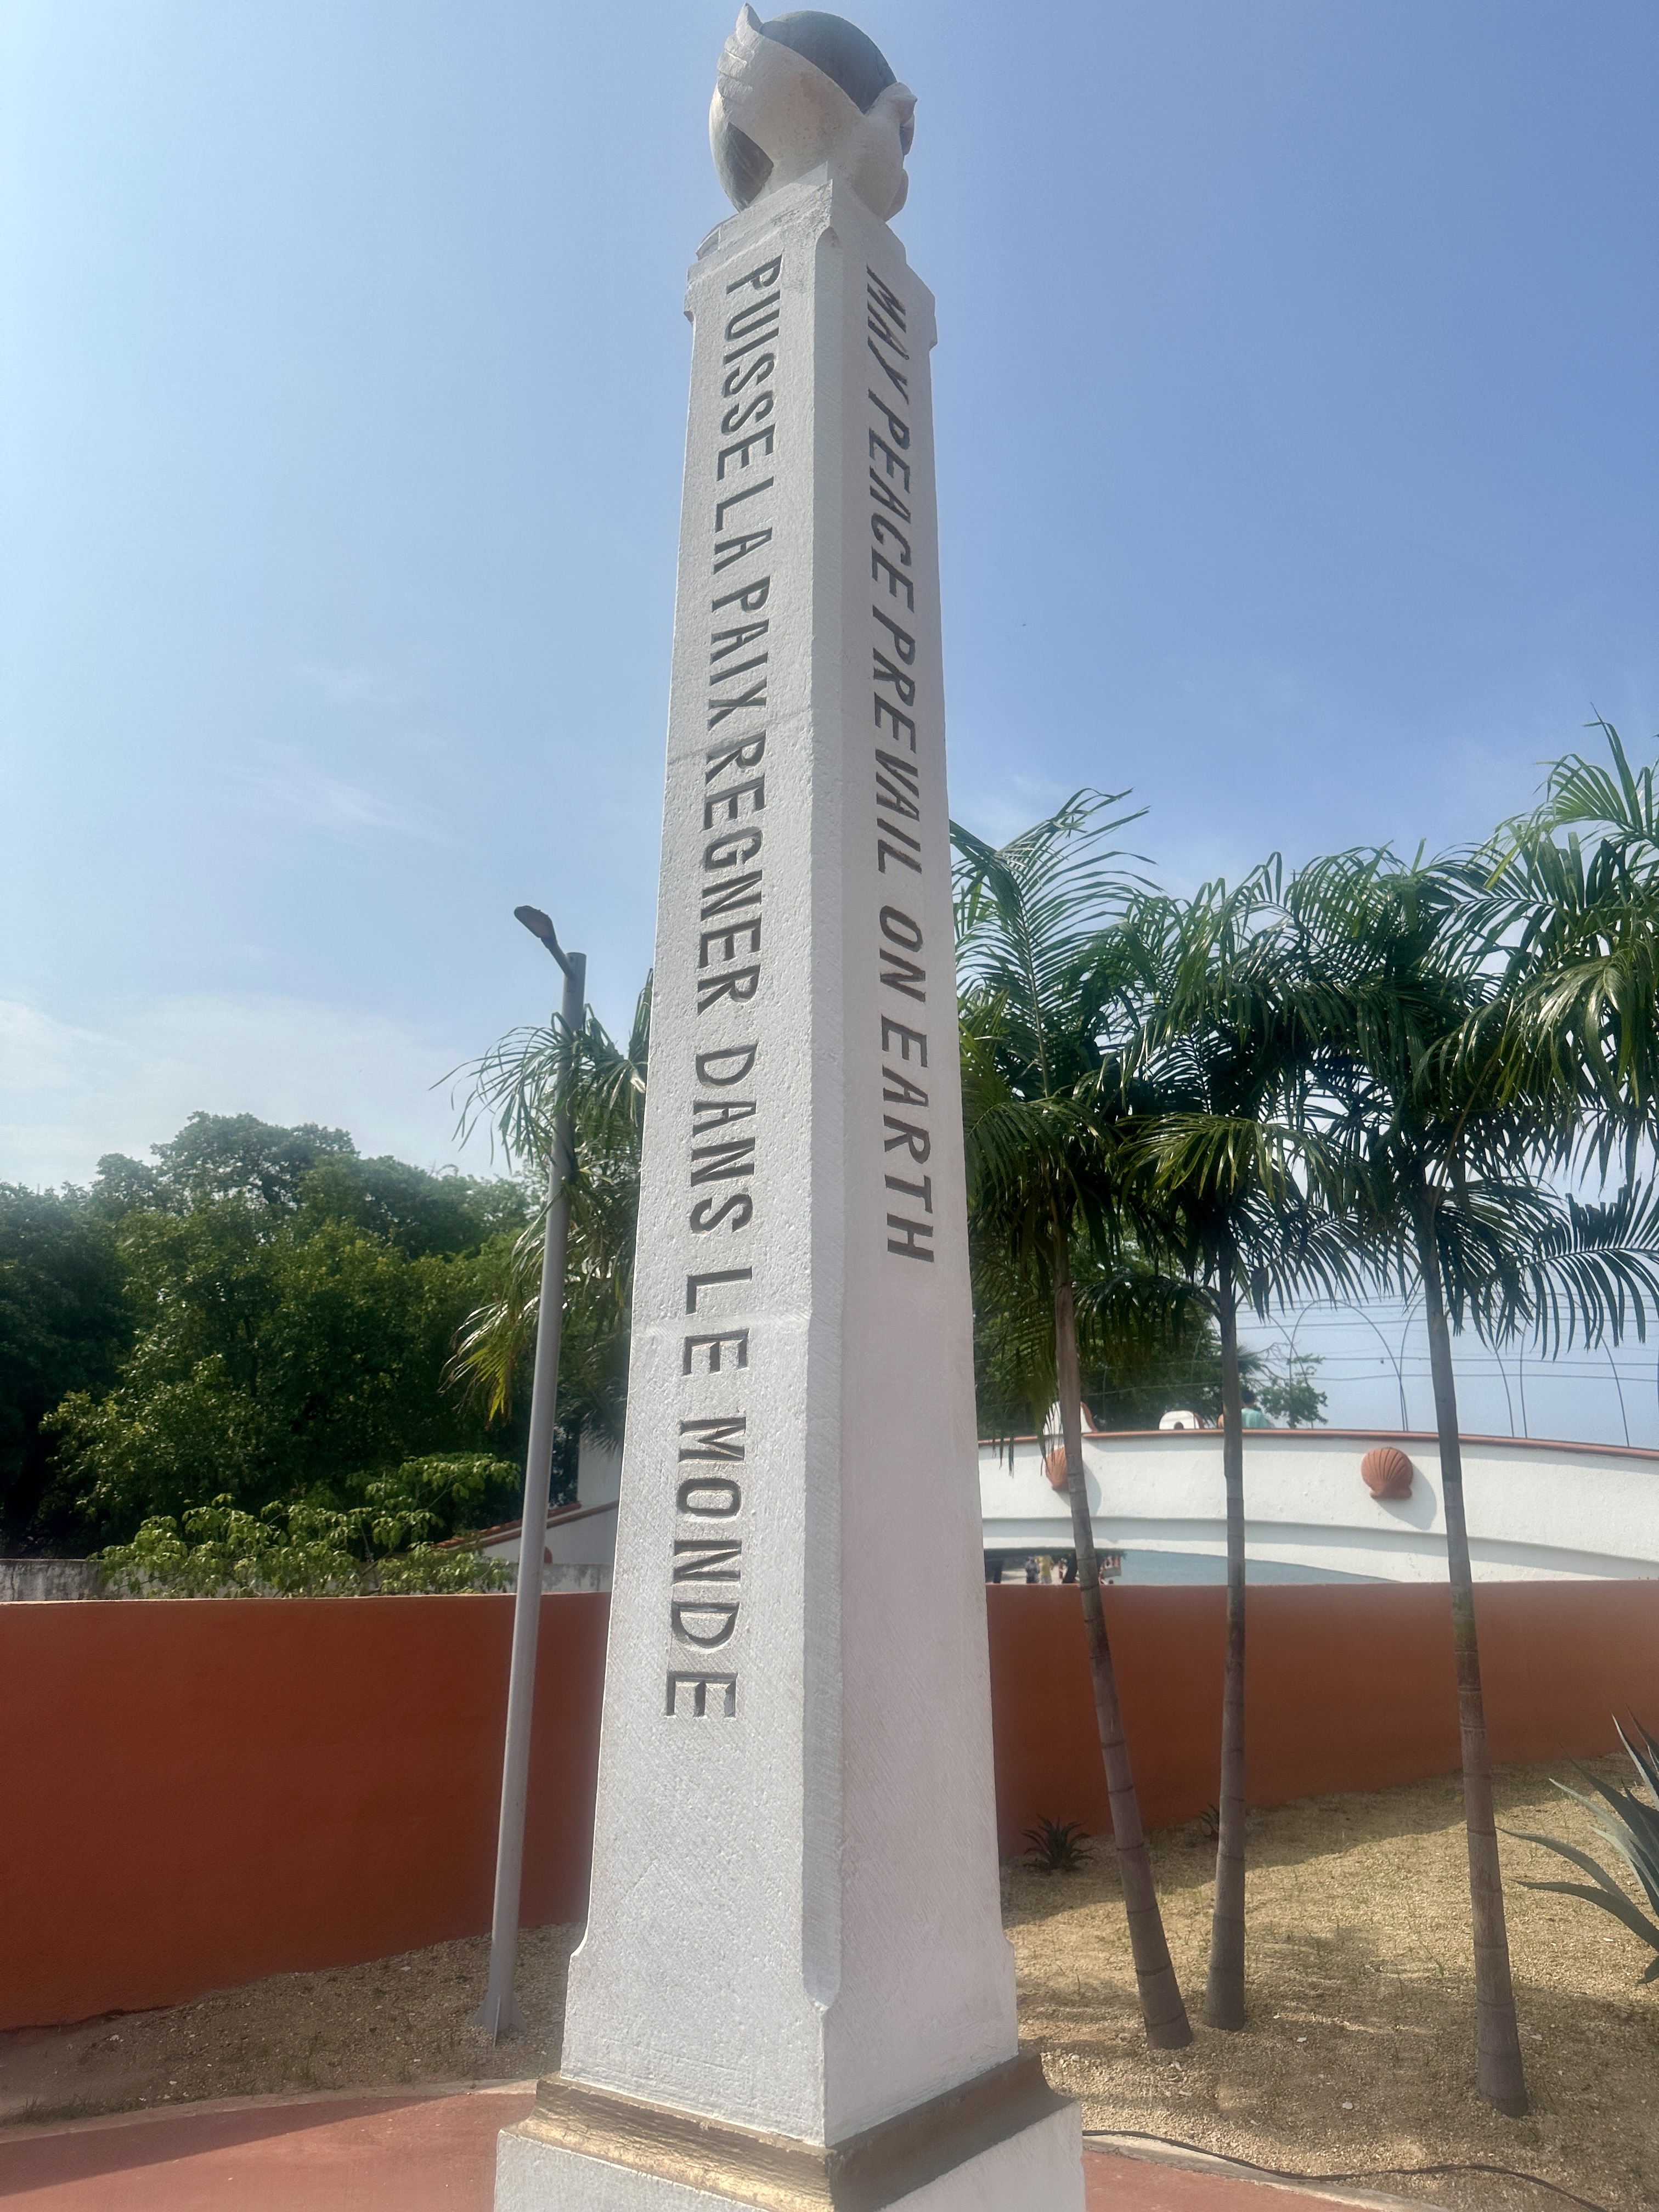 PUISSE LA PAIX REGNER DANS LE MONDE
MAY PEACE PREVAIL ON EARTH